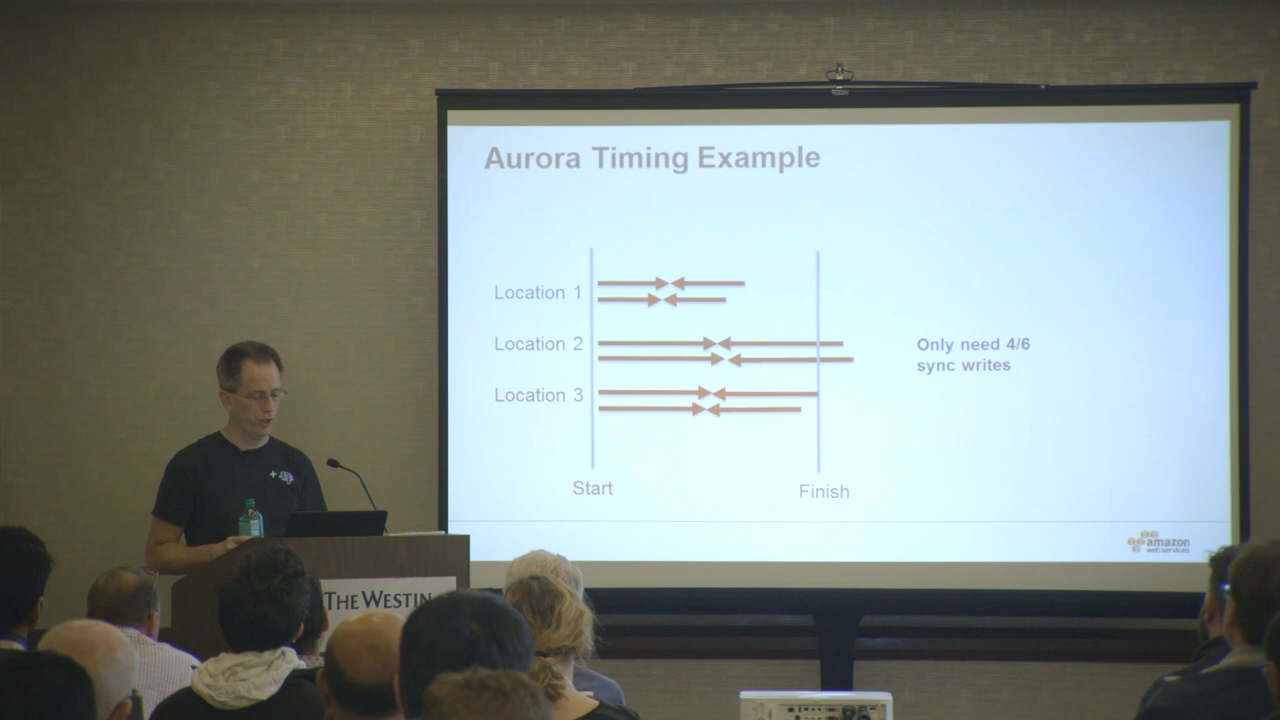 Aurora Timing Example
Location 1
Location 2
Only need 4/6
sync writes
Location 3
Start
Finish
amazon
web services
THE WESTIN